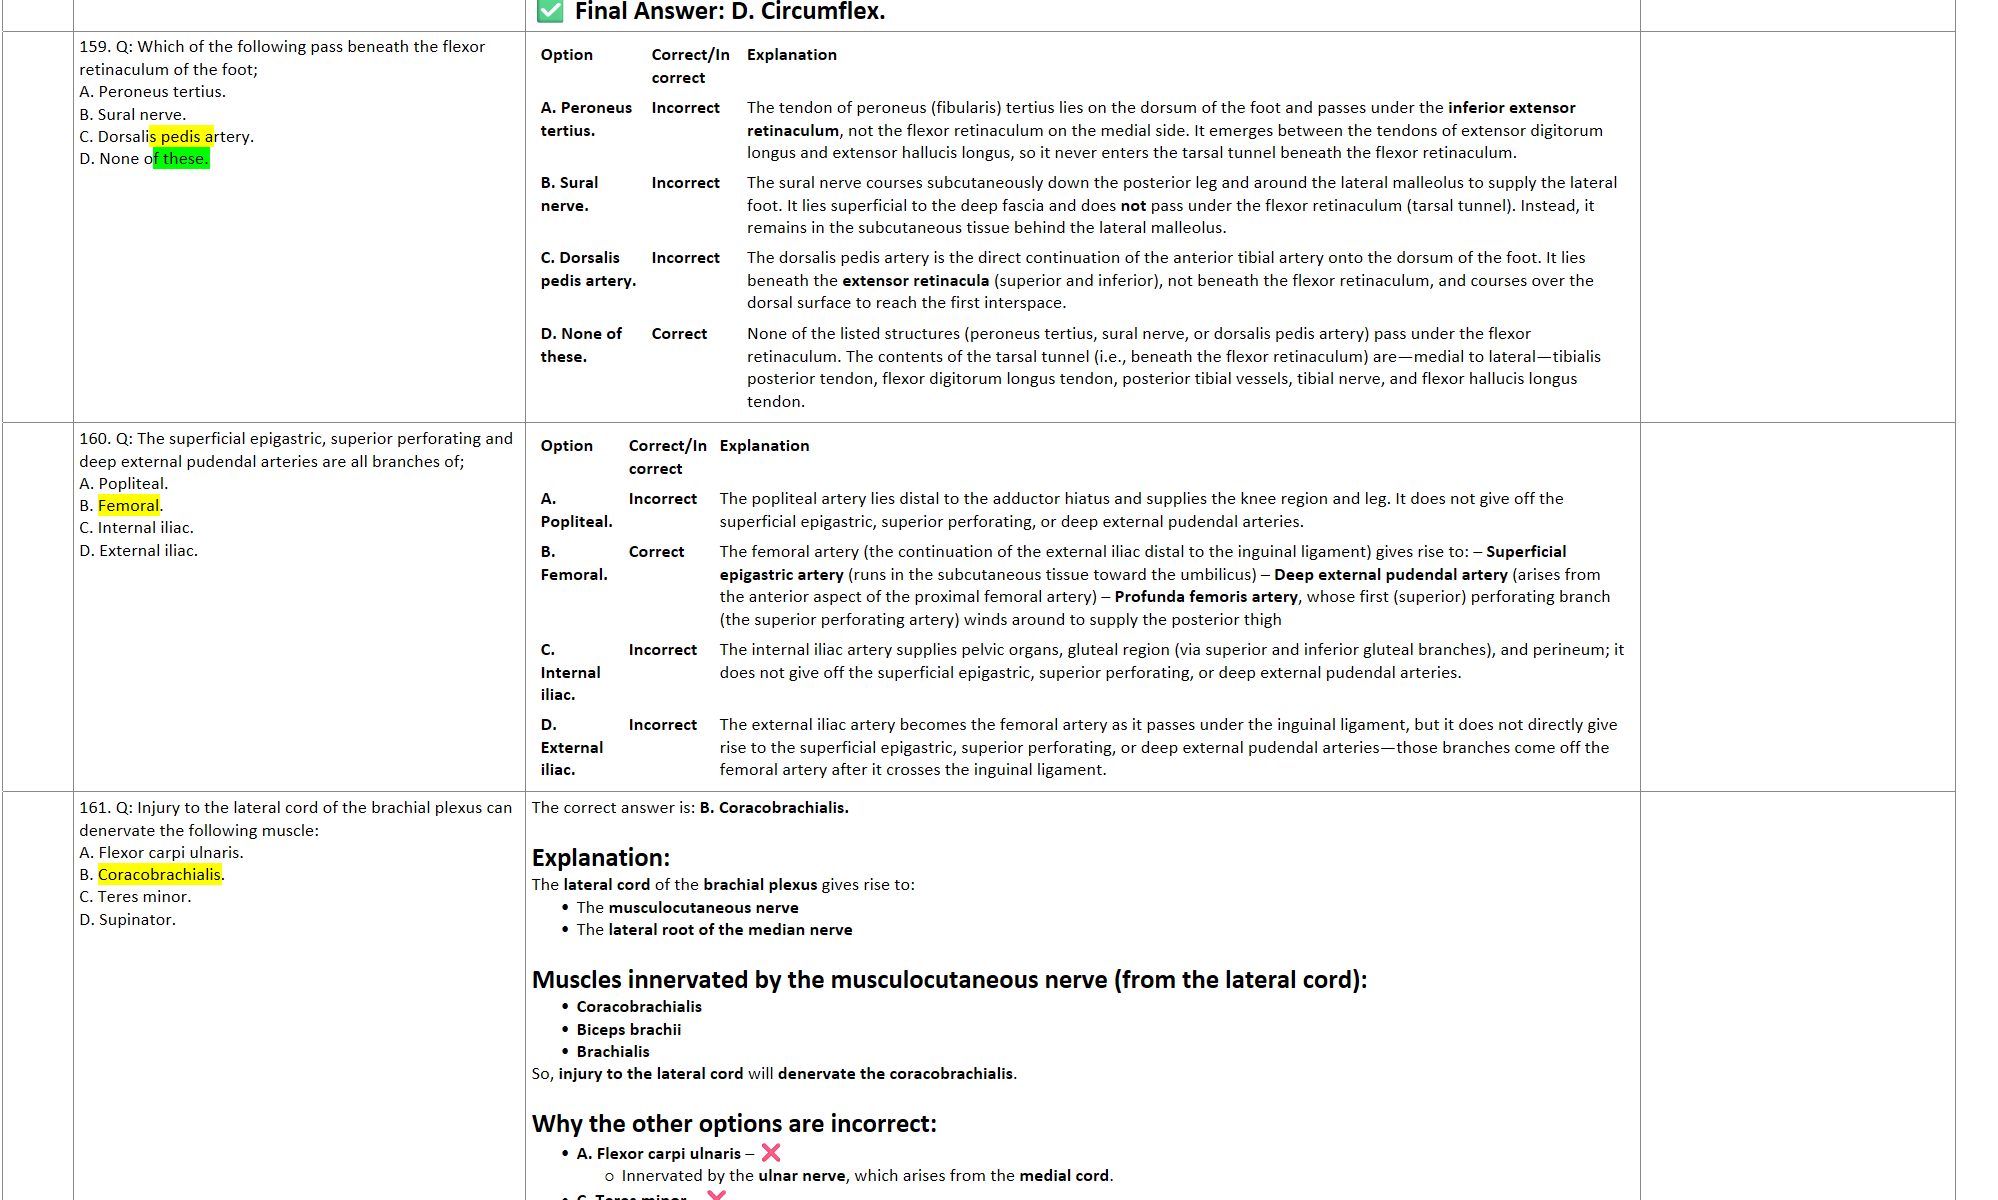 ✅ Final Answer: D. Circumflex.
159. Q: Which of the following pass beneath the flexor
retinaculum of the foot;
A. Peroneus tertius.
B. Sural nerve.
C. Dorsalis pedis artery.
D. None of these.
Option Correct/In Explanation
correct
A. Peroneus Incorrect The tendon of peroneus (fibularis) tertius lies on the dorsum of the foot and passes under the inferior extensor
tertius. retinaculum, not the flexor retinaculum on the medial side. It emerges between the tendons of extensor digitorum
longus and extensor hallucis longus, so it never enters the tarsal tunnel beneath the flexor retinaculum.
B. Sural Incorrect The sural nerve courses subcutaneously down the posterior leg and around the lateral malleolus to supply the lateral
nerve. foot. It lies superficial to the deep fascia and does not pass under the flexor retinaculum (tarsal tunnel). Instead, it
remains in the subcutaneous tissue behind the lateral malleolus.
C. Dorsalis Incorrect The dorsalis pedis artery is the direct continuation of the anterior tibial artery onto the dorsum of the foot. It lies
pedis artery. beneath the extensor retinacula (superior and inferior), not beneath the flexor retinaculum, and courses over the
dorsal surface to reach the first interspace.
D. None of Correct None of the listed structures (peroneus tertius, sural nerve, or dorsalis pedis artery) pass under the flexor
these. retinaculum. The contents of the tarsal tunnel (i.e., beneath the flexor retinaculum) are—medial to lateral—tibialis
posterior tendon, flexor digitorum longus tendon, posterior tibial vessels, tibial nerve, and flexor hallucis longus
tendon.
160. Q: The superficial epigastric, superior perforating and
deep external pudendal arteries are all branches of;
A. Popliteal.
B. Femoral.
C. Internal iliac.
D. External iliac.
Option Correct/In Explanation
correct
A. Incorrect The popliteal artery lies distal to the adductor hiatus and supplies the knee region and leg. It does not give off the
Popliteal. superficial epigastric, superior perforating, or deep external pudendal arteries.
B. Correct The femoral artery (the continuation of the external iliac distal to the inguinal ligament) gives rise to: – Superficial
Femoral. epigastric artery (runs in the subcutaneous tissue toward the umbilicus) – Deep external pudendal artery (arises from
the anterior aspect of the proximal femoral artery) – Profunda femoris artery, whose first (superior) perforating branch
(the superior perforating artery) winds around to supply the posterior thigh
C. Incorrect The internal iliac artery supplies pelvic organs, gluteal region (via superior and inferior gluteal branches), and perineum; it
Internal does not give off the superficial epigastric, superior perforating, or deep external pudendal arteries.
iliac.
D. Incorrect The external iliac artery becomes the femoral artery as it passes under the inguinal ligament, but it does not directly give
External rise to the superficial epigastric, superior perforating, or deep external pudendal arteries—those branches come off the
iliac. femoral artery after it crosses the inguinal ligament.
161. Q: Injury to the lateral cord of the brachial plexus can
denervate the following muscle:
A. Flexor carpi ulnaris.
B. Coracobrachialis.
C. Teres minor.
D. Supinator.
The correct answer is: B. Coracobrachialis.
Explanation:
The lateral cord of the brachial plexus gives rise to:
• The musculocutaneous nerve
• The lateral root of the median nerve
Muscles innervated by the musculocutaneous nerve (from the lateral cord):
• Coracobrachialis
• Biceps brachii
• Brachialis
So, injury to the lateral cord will denervate the coracobrachialis.
Why the other options are incorrect:
• A. Flexor carpi ulnaris – ❌
○ Innervated by the ulnar nerve, which arises from the medial cord.
• C. Teres minor – ❌